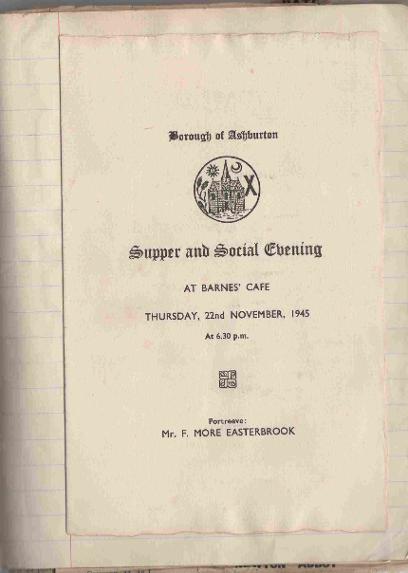 Borough of Ashburton
Supper and Social Evening
AT BARNES' CAFE
THURSDAY, 22nd NOVEMBER, 1945
At 6.30 p.m.
Portreeve:
Mr. F. MORE EASTERBROOK